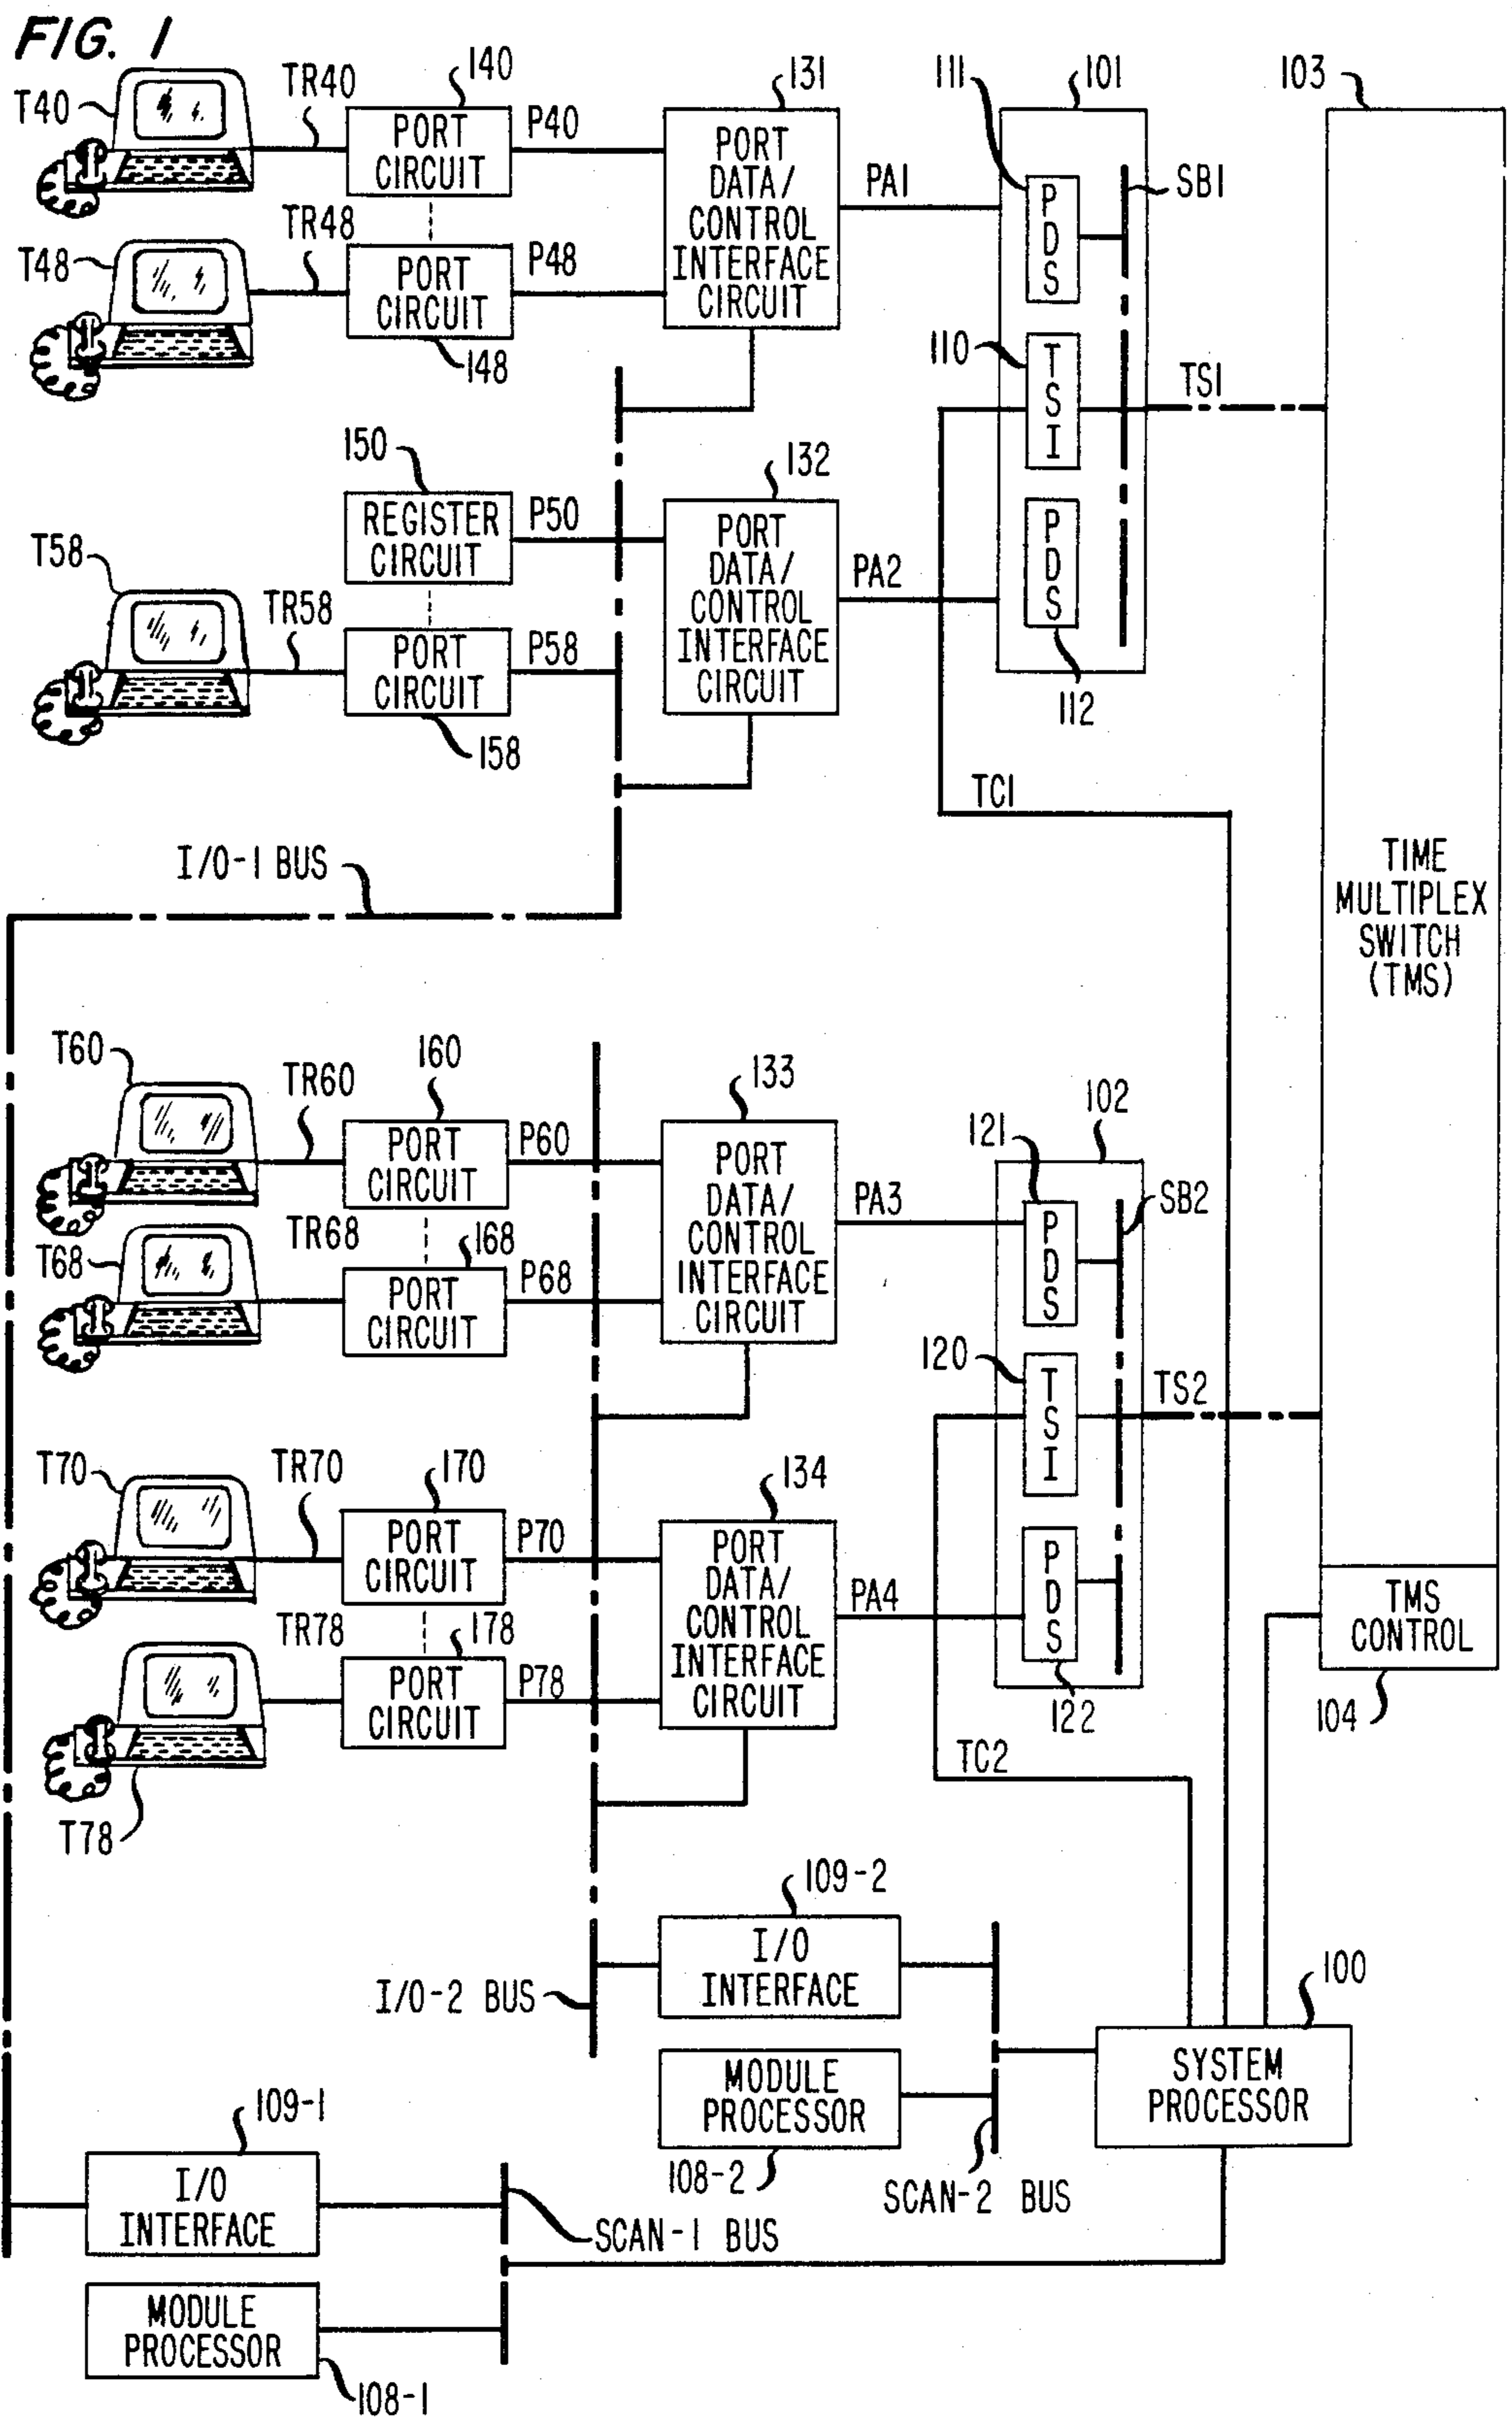 FIG. 1
T40
TR40
140
PORT
CIRCUIT
P40
131
PORT
DATA/
CONTROL
INTERFACE
CIRCUIT
PA1
111
101
PDS
SB1
103
T48
TR48
PORT
CIRCUIT
148
P48
110
TSI
TS1
150
REGISTER
CIRCUIT
P50
132
PORT
DATA/
CONTROL
INTERFACE
CIRCUIT
PA2
PDS
112
T58
TR58
PORT
CIRCUIT
158
P58
TC1
I/O-1 BUS
TIME
MULTIPLEX
SWITCH
(TMS)
T60
TR60
160
PORT
CIRCUIT
P60
133
PORT
DATA/
CONTROL
INTERFACE
CIRCUIT
PA3
121
102
PDS
SB2
T68
TR68
168
PORT
CIRCUIT
P68
120
TSI
TS2
T70
TR70
170
PORT
CIRCUIT
P70
134
PORT
DATA/
CONTROL
INTERFACE
CIRCUIT
PA4
PDS
122
TMS
CONTROL
104
TR78
178
PORT
CIRCUIT
P78
T78
TC2
109-2
I/O
INTERFACE
I/O-2 BUS
100
SYSTEM
PROCESSOR
MODULE
PROCESSOR
108-2
SCAN-2 BUS
109-1
I/O
INTERFACE
SCAN-1 BUS
MODULE
PROCESSOR
108-1